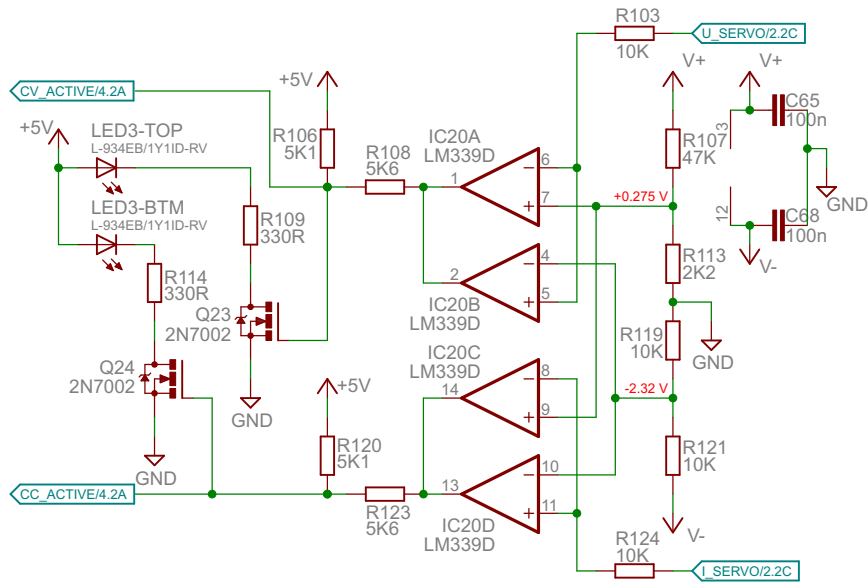 R103
10K
U_SERVO/2.2C
CV_ACTIVE/4.2A
+5V
LED3-TOP
L-934EB/1Y1ID-RV
LED3-BTM
L-934EB/1Y1ID-RV
+5V
R106
5K1
R108
5K6
IC20A
LM339D
1
6
7
V+
R107
47K
V+
3
C65
100n
GND
12
C68
100n
V-
+0.275 V
R109
330R
R114
330R
Q23
2N7002
2
4
5
IC20B
LM339D
R113
2K2
R119
10K
GND
IC20C
LM339D
14
8
9
-2.32 V
Q24
2N7002
GND
GND
+5V
R120
5K1
R121
10K
V-
10
11
13
IC20D
LM339D
R123
5K6
CC_ACTIVE/4.2A
R124
10K
I_SERVO/2.2C